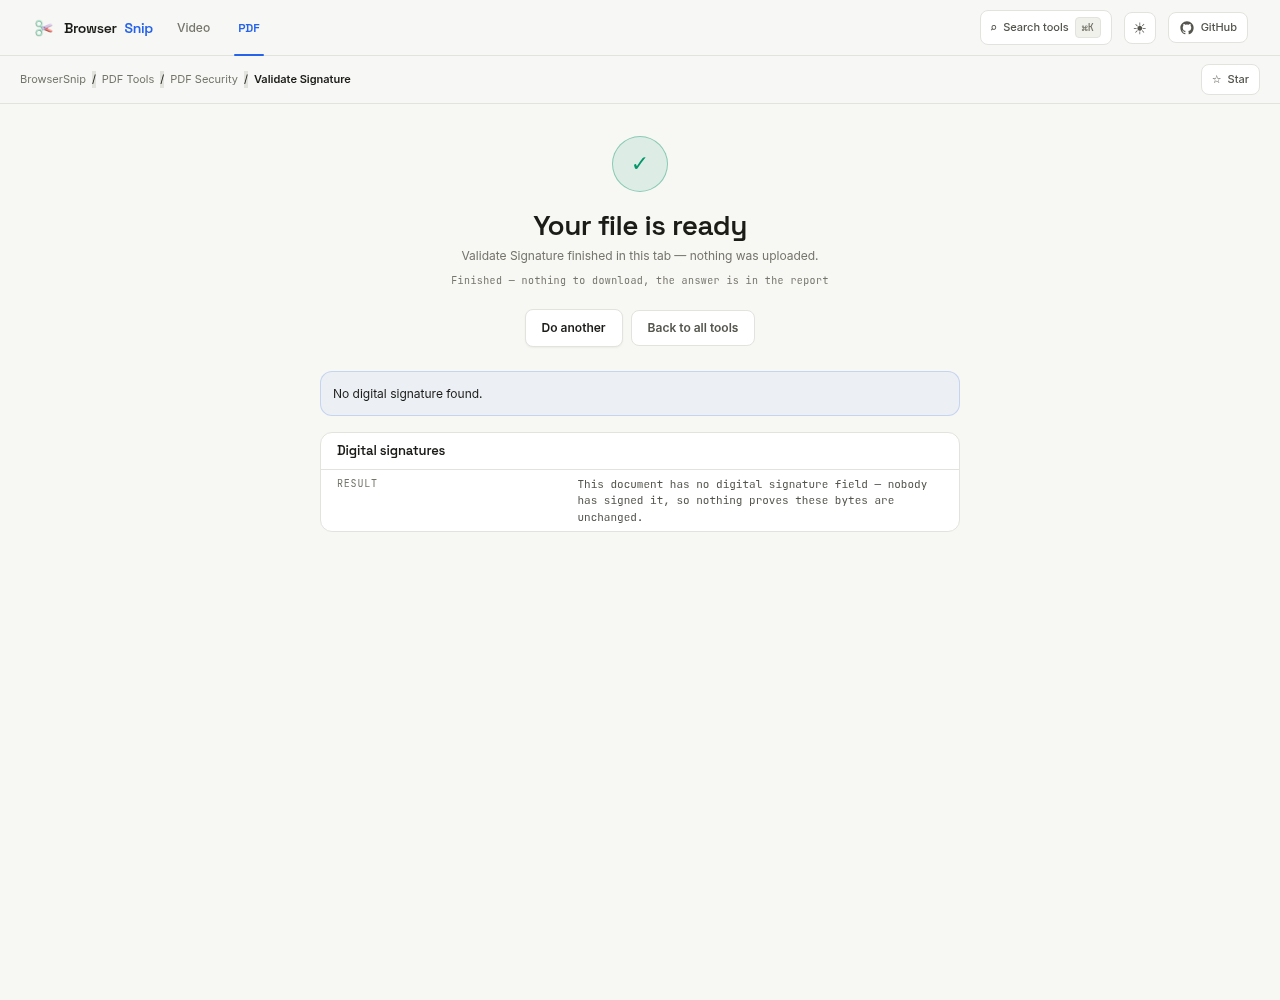 Browser Snip Video PDF Search tools ⌘K GitHub
BrowserSnip / PDF Tools / PDF Security / Validate Signature ☆ Star
✓
Your file is ready
Validate Signature finished in this tab — nothing was uploaded.
Finished — nothing to download, the answer is in the report
Do another Back to all tools
No digital signature found.
Digital signatures
RESULT This document has no digital signature field — nobody
has signed it, so nothing proves these bytes are
unchanged.